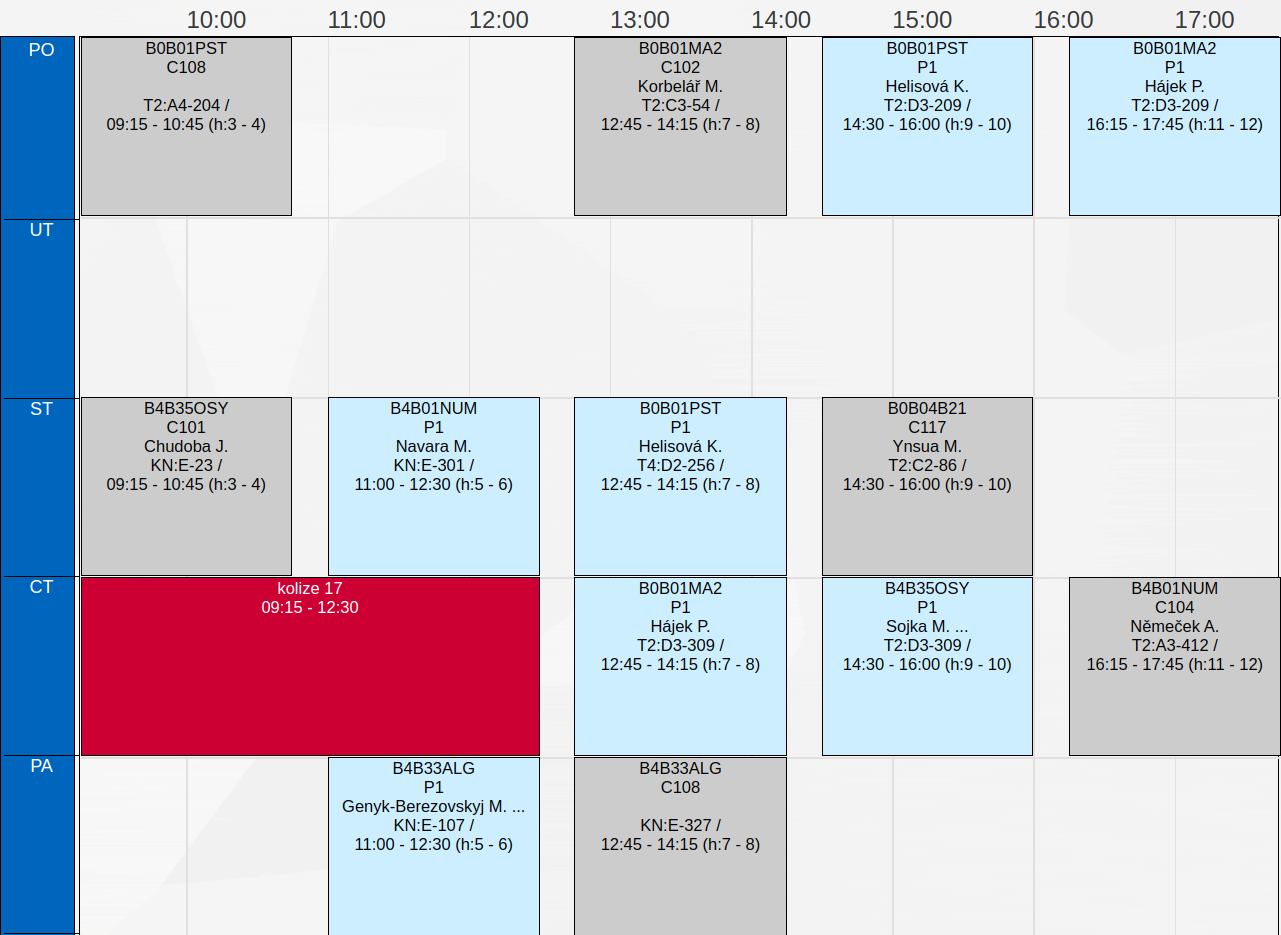 10:00 11:00 12:00 13:00 14:00 15:00 16:00 17:00
PO
B0B01PST
C108
T2:A4-204 /
09:15 - 10:45 (h:3 - 4)
B0B01MA2
C102
Korbelář M.
T2:C3-54 /
12:45 - 14:15 (h:7 - 8)
B0B01PST
P1
Helisová K.
T2:D3-209 /
14:30 - 16:00 (h:9 - 10)
B0B01MA2
P1
Hájek P.
T2:D3-209 /
16:15 - 17:45 (h:11 - 12)
UT
ST
B4B35OSY
C101
Chudoba J.
KN:E-23 /
09:15 - 10:45 (h:3 - 4)
B4B01NUM
P1
Navara M.
KN:E-301 /
11:00 - 12:30 (h:5 - 6)
B0B01PST
P1
Helisová K.
T4:D2-256 /
12:45 - 14:15 (h:7 - 8)
B0B04B21
C117
Ynsua M.
T2:C2-86 /
14:30 - 16:00 (h:9 - 10)
CT
kolize 17
09:15 - 12:30
B0B01MA2
P1
Hájek P.
T2:D3-309 /
12:45 - 14:15 (h:7 - 8)
B4B35OSY
P1
Sojka M. ...
T2:D3-309 /
14:30 - 16:00 (h:9 - 10)
B4B01NUM
C104
Němeček A.
T2:A3-412 /
16:15 - 17:45 (h:11 - 12)
PA
B4B33ALG
P1
Genyk-Berezovskyj M. ...
KN:E-107 /
11:00 - 12:30 (h:5 - 6)
B4B33ALG
C108
KN:E-327 /
12:45 - 14:15 (h:7 - 8)